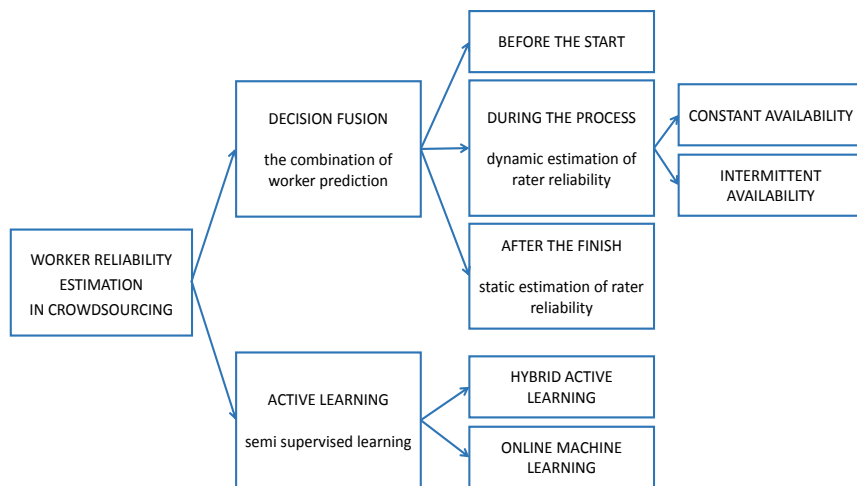 WORKER RELIABILITY
ESTIMATION
IN CROWDSOURCING
DECISION FUSION
the combination of
worker prediction
BEFORE THE START
DURING THE PROCESS
dynamic estimation of
rater reliability
CONSTANT AVAILABILITY
INTERMITTENT
AVAILABILITY
AFTER THE FINISH
static estimation of rater
reliability
ACTIVE LEARNING
semi supervised learning
HYBRID ACTIVE
LEARNING
ONLINE MACHINE
LEARNING